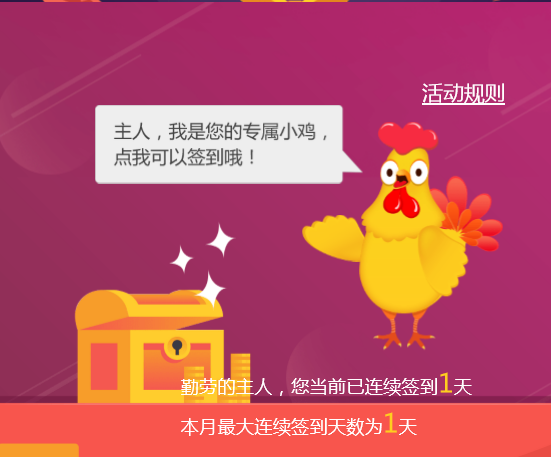 活动规则
主人，我是您的专属小鸡，
点我可以签到哦！
勤劳的主人，您当前已连续签到1天
本月最大连续签到天数为1天